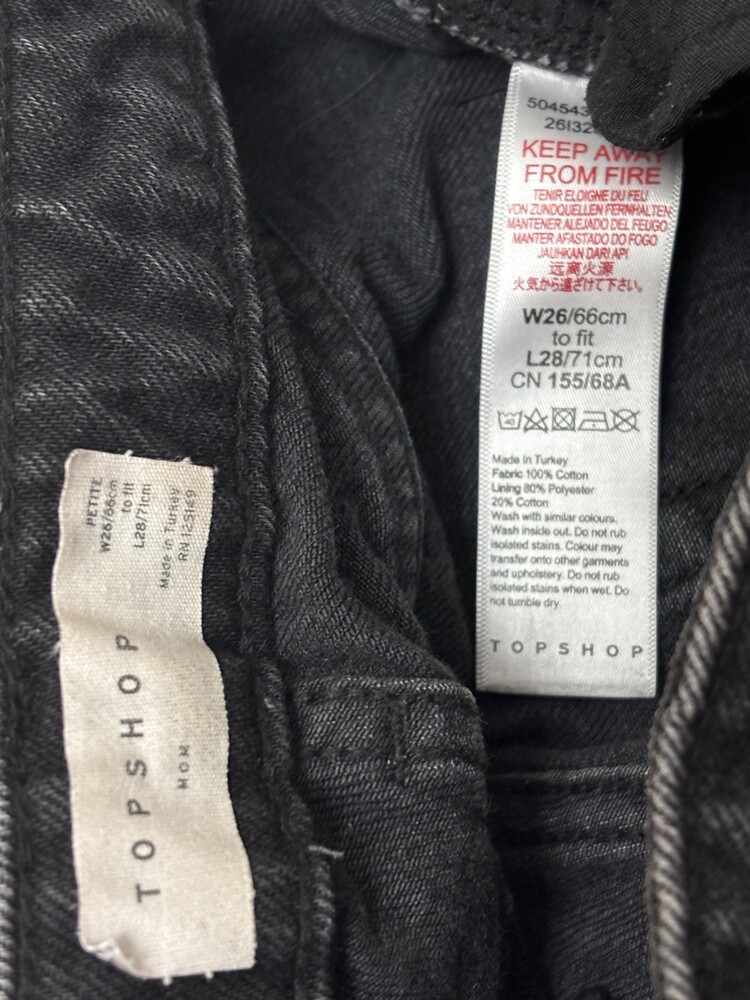 PETITE
W26/66cm
to fit
L28/71cm
Made in Turkey
RN 125149
TOPSHOP
MOM
504543
26132
KEEP AWAY
FROM FIRE
TENIR ELOIGNE DU FEU
VON ZUNDQUELLEN FERNHALTEN
MANTENER ALEJADO DEL FEUGO
MANTER AFASTADO DO FOGO
JAUHKAN DARI API
远离火源
火気から遠ざけて下さい。
W26/66cm
to fit
L28/71cm
CN 155/68A
40
Made in Turkey
Fabric 100% Cotton
Lining 80% Polyester
20% Cotton
Wash with similar colours.
Wash inside out. Do not rub
isolated stains. Colour may
transfer onto other garments
and upholstery. Do not rub
isolated stains when wet. Do
not tumble dry.
TOPSHOP